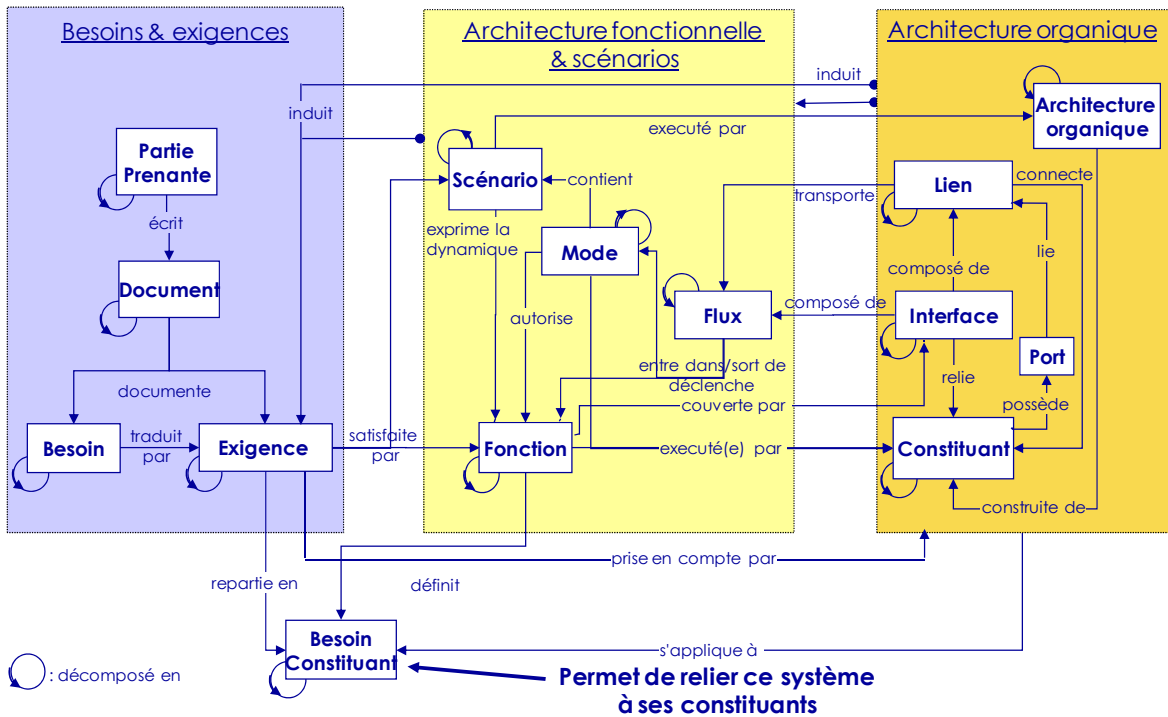 Besoins & exigences
Architecture fonctionnelle
& scénarios
Architecture organique
induit
induit
executé par
Architecture
organique
Partie
Prenante
Scénario
contient
Lien
connecte
transporte
écrit
exprime la
dynamique
Mode
lie
composé de
Document
autorise
Flux
composé de
Interface
Port
entre dans/sort de
déclenche
relie
documente
couverte par
possède
Besoin
traduit
par
Exigence
satisfaite
par
Fonction
executé(e) par
Constituant
construite de
prise en compte par
repartie en
définit
Besoin
Constituant
s'applique à
: décomposé en
Permet de relier ce système
à ses constituants